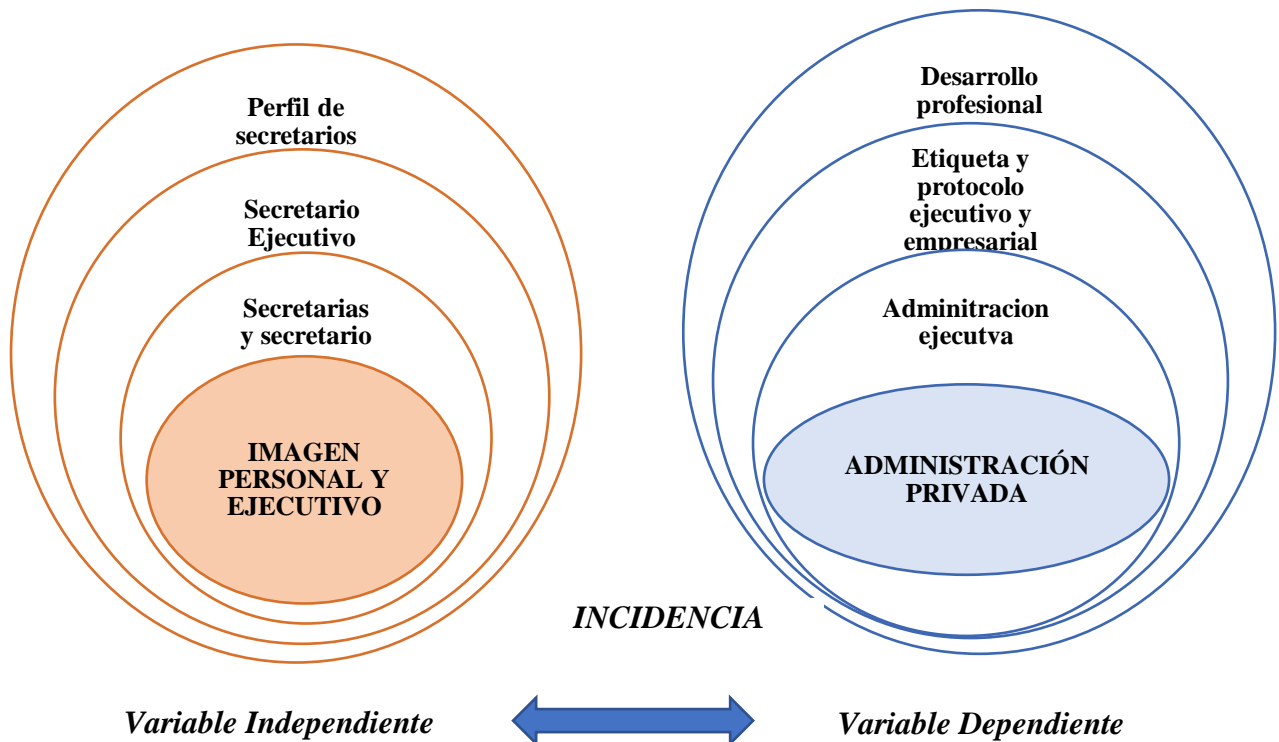 Perfil de
secretarios
Secretario
Ejecutivo
Secretarias
y secretario
IMAGEN
PERSONAL Y
EJECUTIVO
Desarrollo
profesional
Etiqueta y
protocolo
ejecutivo y
empresarial
Adminitracion
ejecutva
ADMINISTRACIÓN
PRIVADA
INCIDENCIA
Variable Independiente
Variable Dependiente